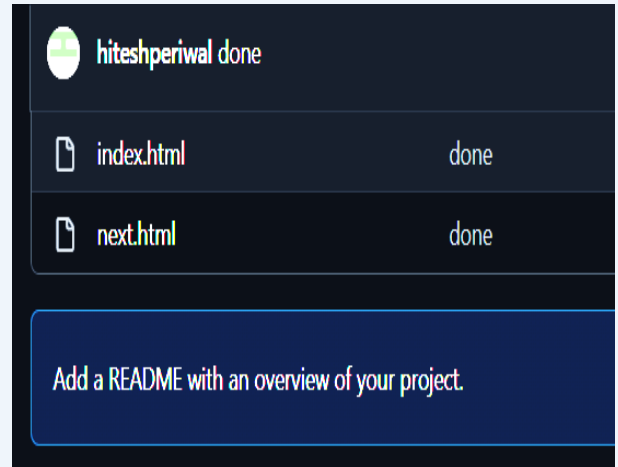 hiteshperiwal done
index.html done
next.html done
Add a README with an overview of your project.